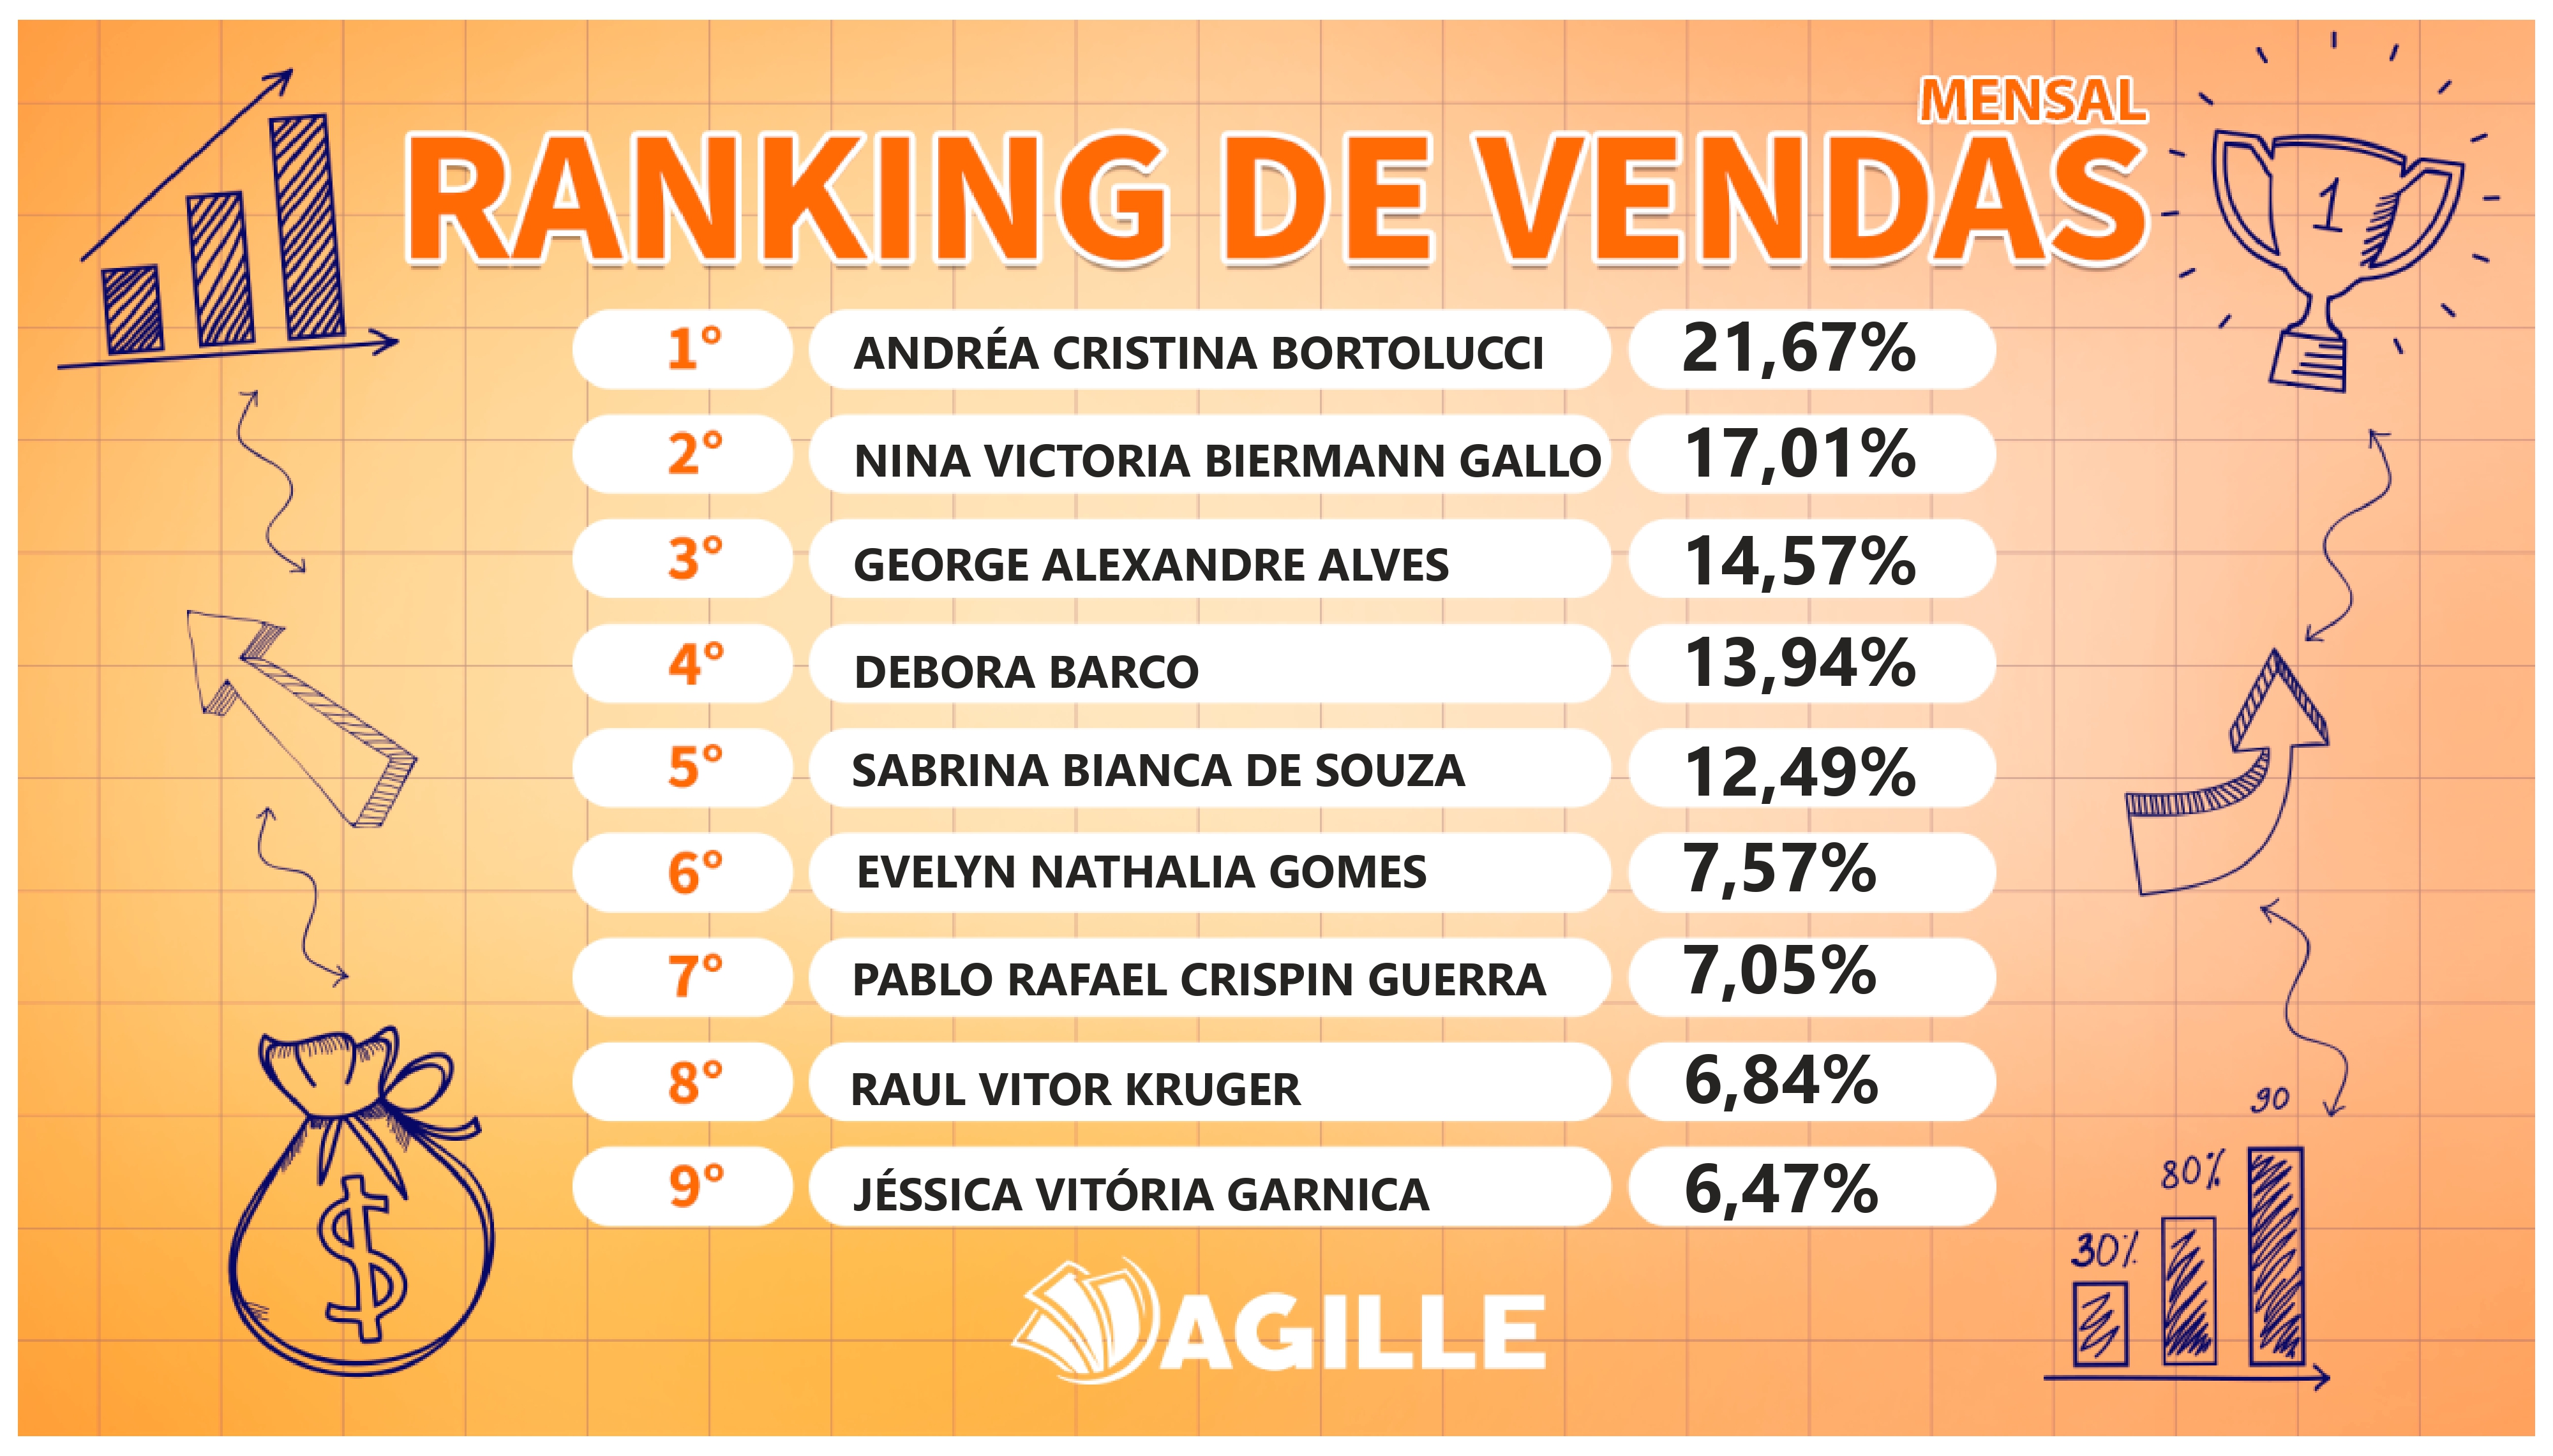 MENSAL
RANKING DE VENDAS
1
1° ANDRÉA CRISTINA BORTOLUCCI 21,67%
2° NINA VICTORIA BIERMANN GALLO 17,01%
3° GEORGE ALEXANDRE ALVES 14,57%
4° DEBORA BARCO 13,94%
5° SABRINA BIANCA DE SOUZA 12,49%
6° EVELYN NATHALIA GOMES 7,57%
7° PABLO RAFAEL CRISPIN GUERRA 7,05%
8° RAUL VITOR KRUGER 6,84%
9° JÉSSICA VITÓRIA GARNICA 6,47%
$
90
80%
30%
AGILLE